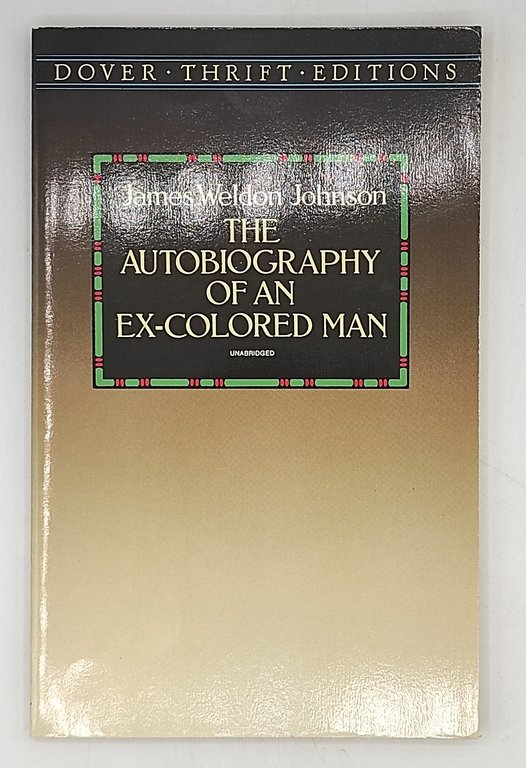 DOVER · THRIFT · EDITIONS
James Weldon Johnson
THE
AUTOBIOGRAPHY
OF AN
EX-COLORED MAN
UNABRIDGED